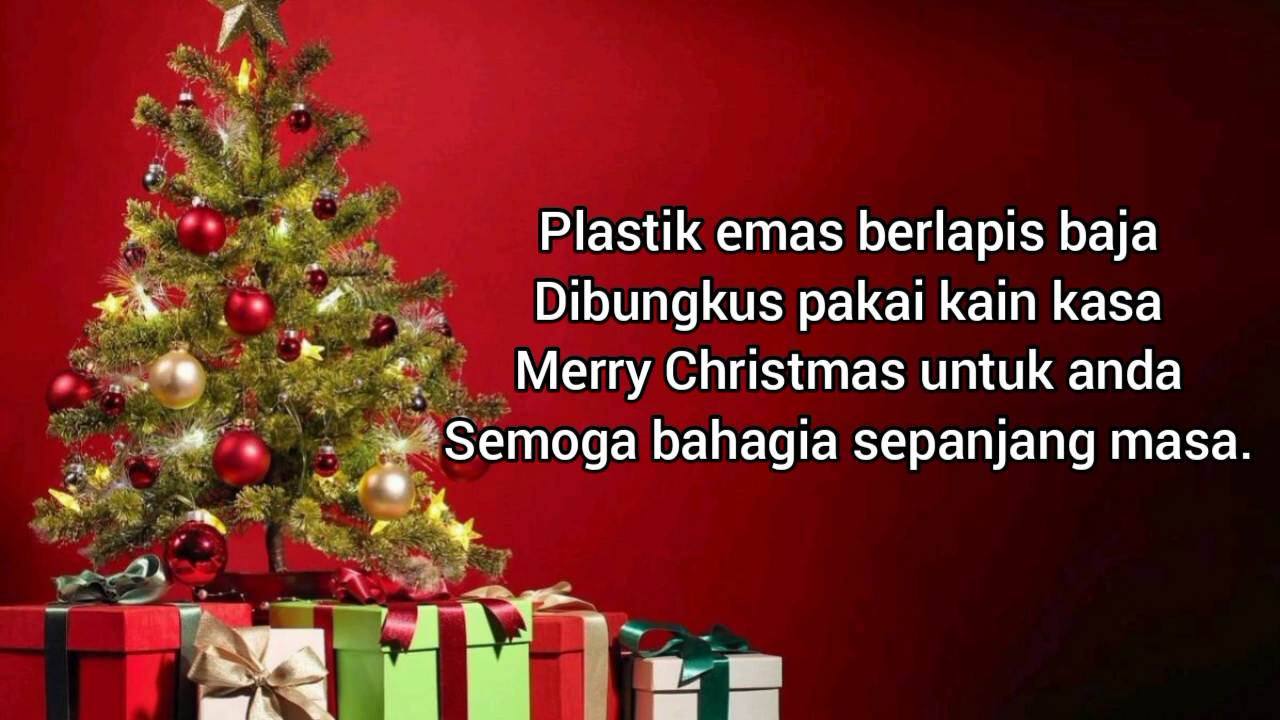 Plastik emas berlapis baja
Dibungkus pakai kain kasa
Merry Christmas untuk anda
Semoga bahagia sepanjang masa.